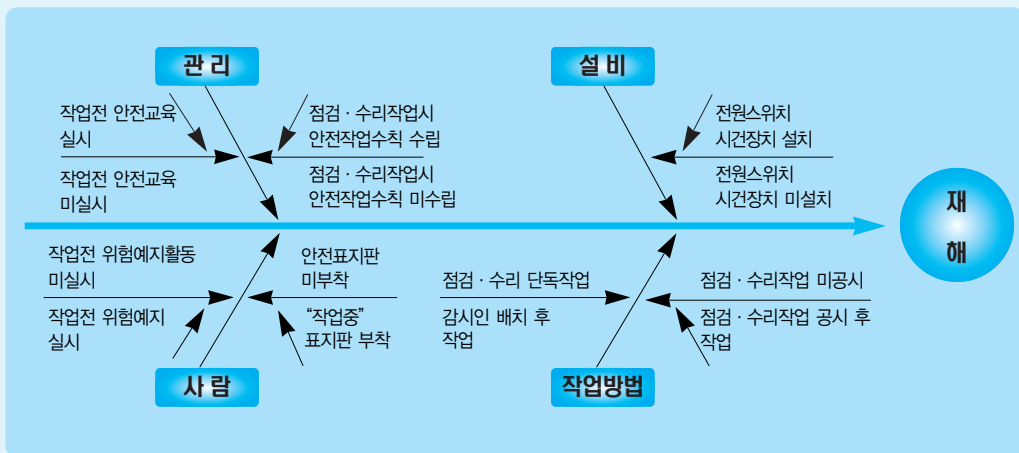 관 리
설 비
작업전 안전교육
실시
점검 · 수리작업시
안전작업수칙 수립
전원스위치
시건장치 설치
작업전 안전교육
미실시
점검 · 수리작업시
안전작업수칙 미수립
전원스위치
시건장치 미설치
재
해
작업전 위험예지활동
미실시
안전표지판
미부착
점검 · 수리 단독작업
점검 · 수리작업 미공시
작업전 위험예지
실시
“작업중”
표지판 부착
감시인 배치 후
작업
점검 · 수리작업 공시 후
작업
사 람
작업방법